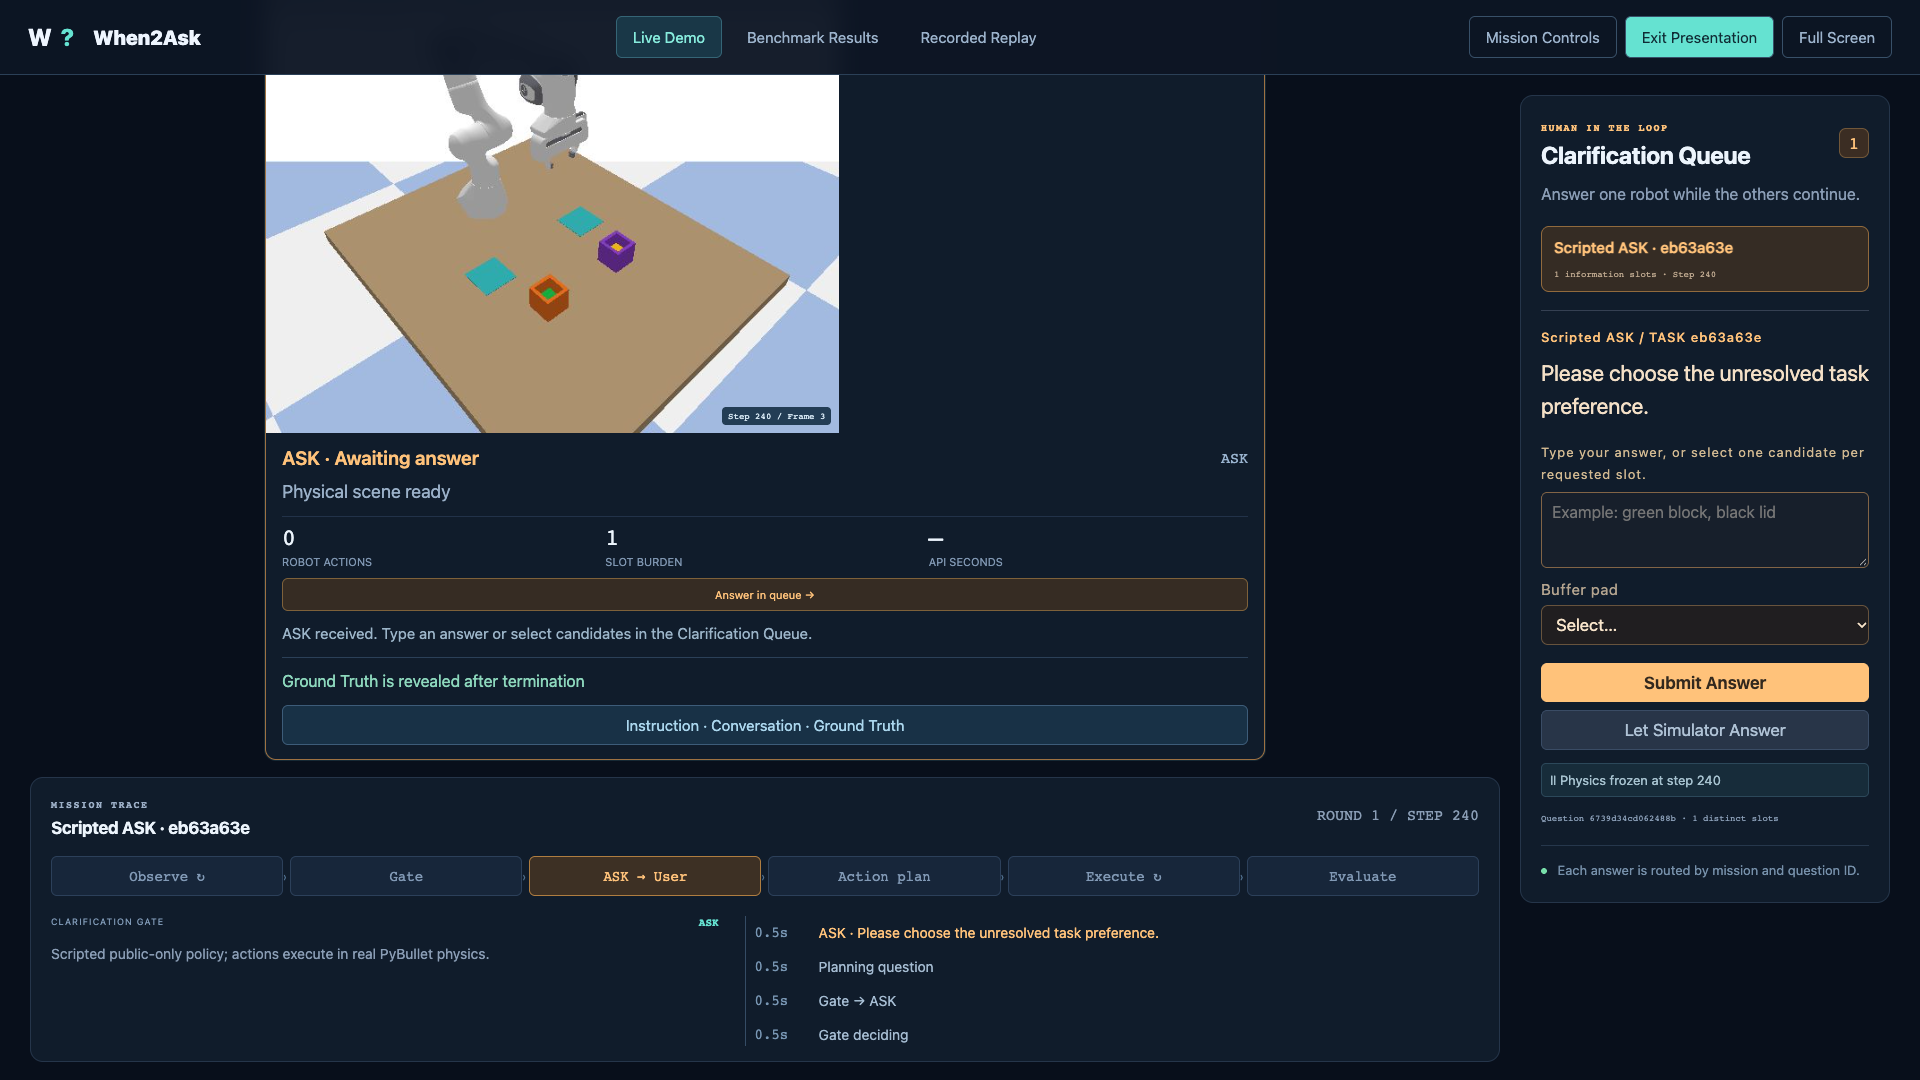 W ? When2Ask
Live Demo
Benchmark Results
Recorded Replay
Mission Controls
Exit Presentation
Full Screen
Step 240 / Frame 3
ASK · Awaiting answer
ASK
Physical scene ready
0
ROBOT ACTIONS
1
SLOT BURDEN
—
API SECONDS
Answer in queue →
ASK received. Type an answer or select candidates in the Clarification Queue.
Ground Truth is revealed after termination
Instruction · Conversation · Ground Truth
MISSION TRACE
Scripted ASK · eb63a63e
ROUND 1 / STEP 240
Observe ↻
Gate
ASK → User
Action plan
Execute ↻
Evaluate
CLARIFICATION GATE
ASK
Scripted public-only policy; actions execute in real PyBullet physics.
0.5s ASK · Please choose the unresolved task preference.
0.5s Planning question
0.5s Gate → ASK
0.5s Gate deciding
HUMAN IN THE LOOP
Clarification Queue
1
Answer one robot while the others continue.
Scripted ASK · eb63a63e
1 information slots · Step 240
Scripted ASK / TASK eb63a63e
Please choose the unresolved task
preference.
Type your answer, or select one candidate per
requested slot.
Example: green block, black lid
Buffer pad
Select...
Submit Answer
Let Simulator Answer
II Physics frozen at step 240
Question 6739d34cd062488b · 1 distinct slots
Each answer is routed by mission and question ID.